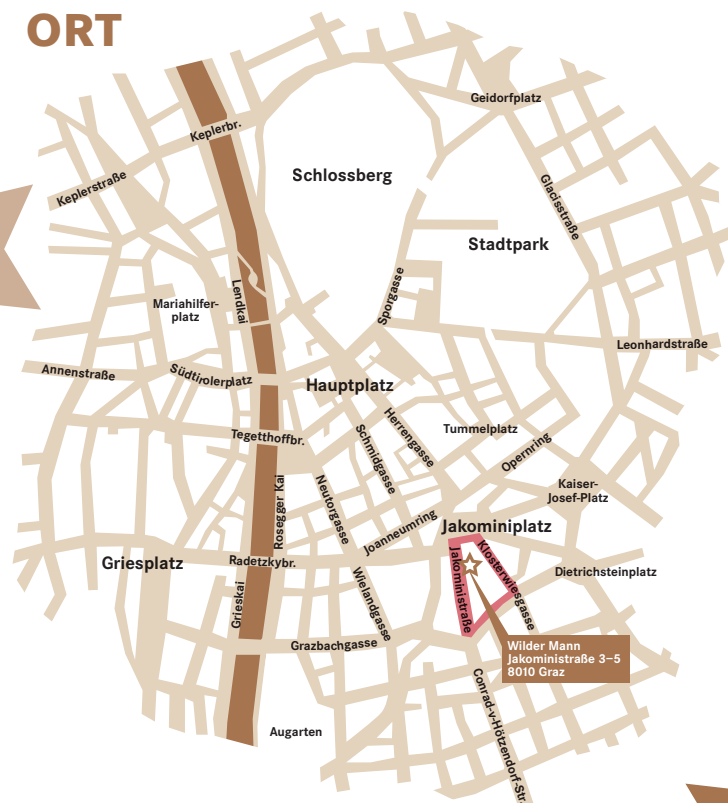 ORT
Geidorfplatz
Keplerbr.
Keplerstraße
Schlossberg
Glacisstraße
Stadtpark
Sporgasse
Lendkai
Mariahilfer-
platz
Leonhardstraße
Annenstraße
Südtirolerplatz
Hauptplatz
Herrengasse
Schmidgasse
Tummelplatz
Tegetthoffbr.
Opernring
Rosegger Kai
Neutorgasse
Kaiser-
Josef-Platz
Joanneumring
Jakominiplatz
Griesplatz
Radetzkybr.
Jakoministraße
Klosterwiesgasse
Dietrichsteinplatz
Grieskai
Wielandgasse
Grazbachgasse
Wilder Mann
Jakoministraße 3–5
8010 Graz
Conrad-v-Hötzendorf-Str.
Augarten